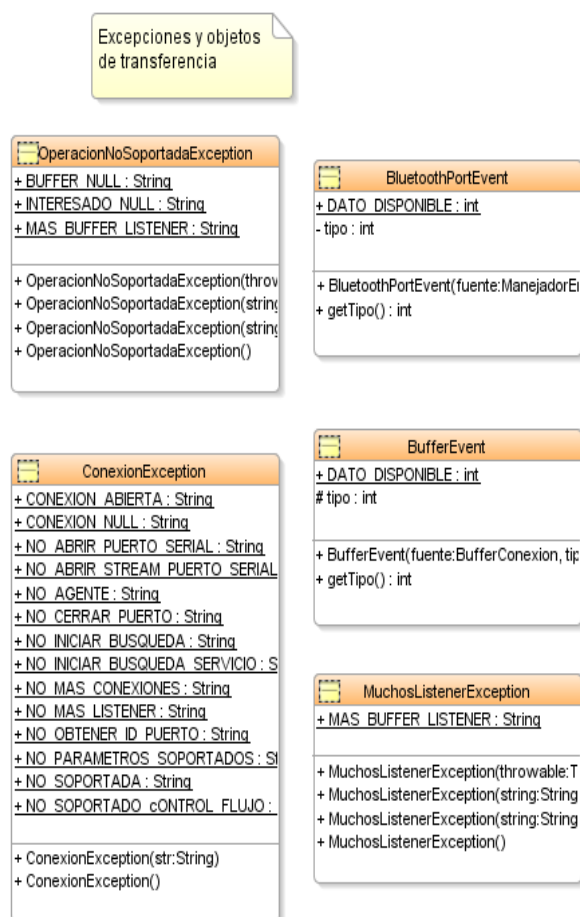 Excepciones y objetos
de transferencia
OperacionNoSoportadaException
+ BUFFER_NULL : String
+ INTERESADO_NULL : String
+ MAS_BUFFER_LISTENER : String
+ OperacionNoSoportadaException(throw
+ OperacionNoSoportadaException(string
+ OperacionNoSoportadaException(string
+ OperacionNoSoportadaException()
ConexionException
+ CONEXION_ABIERTA : String
+ CONEXION_NULL : String
+ NO_ABRIR_PUERTO_SERIAL : String
+ NO_ABRIR_STREAM_PUERTO_SERIAL
+ NO_AGENTE : String
+ NO_CERRAR_PUERTO : String
+ NO_INICIAR_BUSQUEDA : String
+ NO_INICIAR_BUSQUEDA_SERVICIO : S
+ NO_MAS_CONEXIONES : String
+ NO_MAS_LISTENER : String
+ NO_OBTENER_ID_PUERTO : String
+ NO_PARAMETROS_SOPORTADOS : St
+ NO_SOPORTADA : String
+ NO_SOPORTADO_cONTROL_FLUJO :
+ ConexionException(str:String)
+ ConexionException()
BluetoothPortEvent
+ DATO_DISPONIBLE : int
- tipo : int
+ BluetoothPortEvent(fuente:ManejadorEn
+ getTipo() : int
BufferEvent
+ DATO_DISPONIBLE : int
# tipo : int
+ BufferEvent(fuente:BufferConexion, tip
+ getTipo() : int
MuchosListenerException
+ MAS_BUFFER_LISTENER : String
+ MuchosListenerException(throwable:T
+ MuchosListenerException(string:String
+ MuchosListenerException(string:String
+ MuchosListenerException()